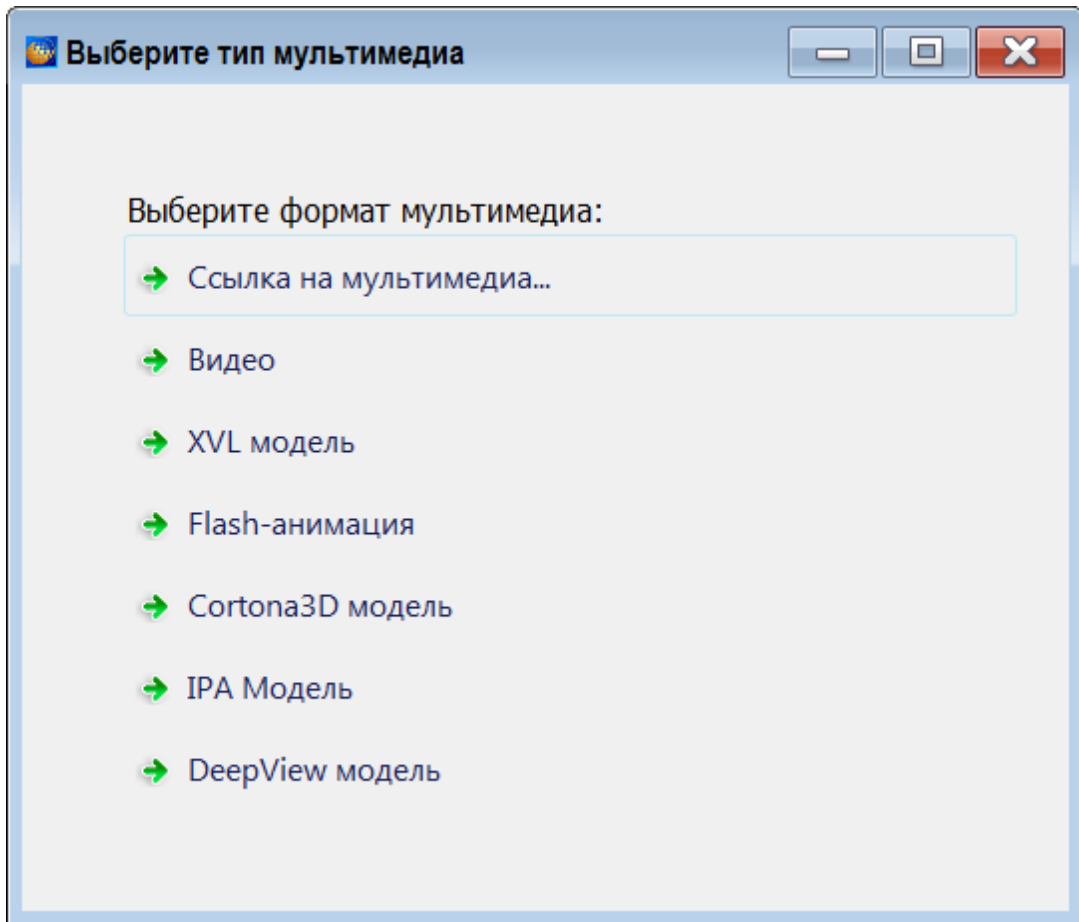 Выберите тип мультимедиа
Выберите формат мультимедиа:
Ссылка на мультимедиа...
Видео
XVL модель
Flash-анимация
Cortona3D модель
IPA Модель
DeepView модель